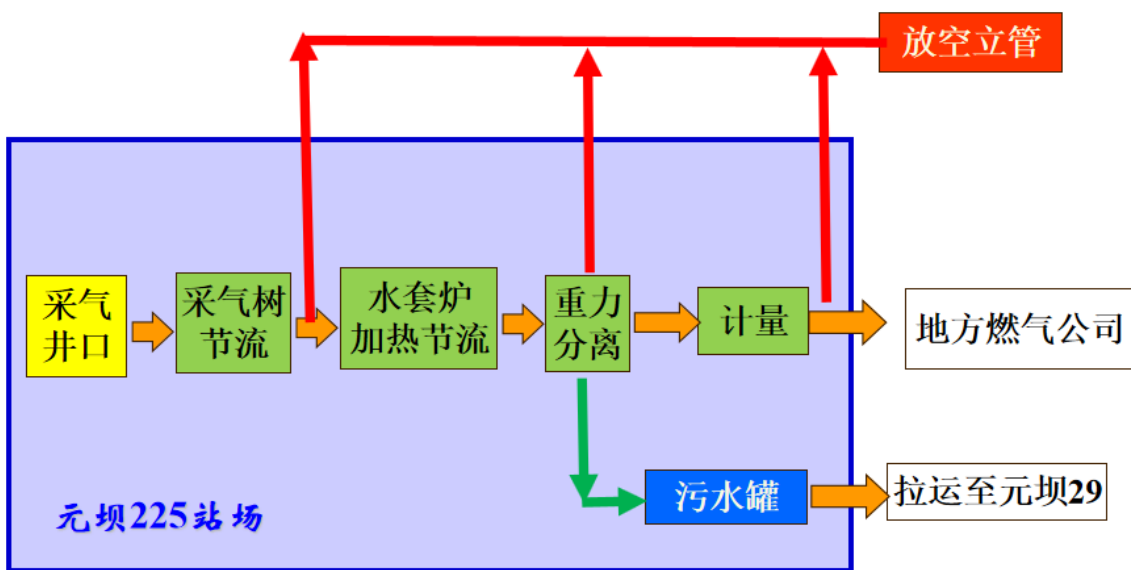 放空立管
采气
井口
采气树
节流
水套炉
加热节流
重力
分离
计量
地方燃气公司
污水罐
拉运至元坝29
元坝225站场